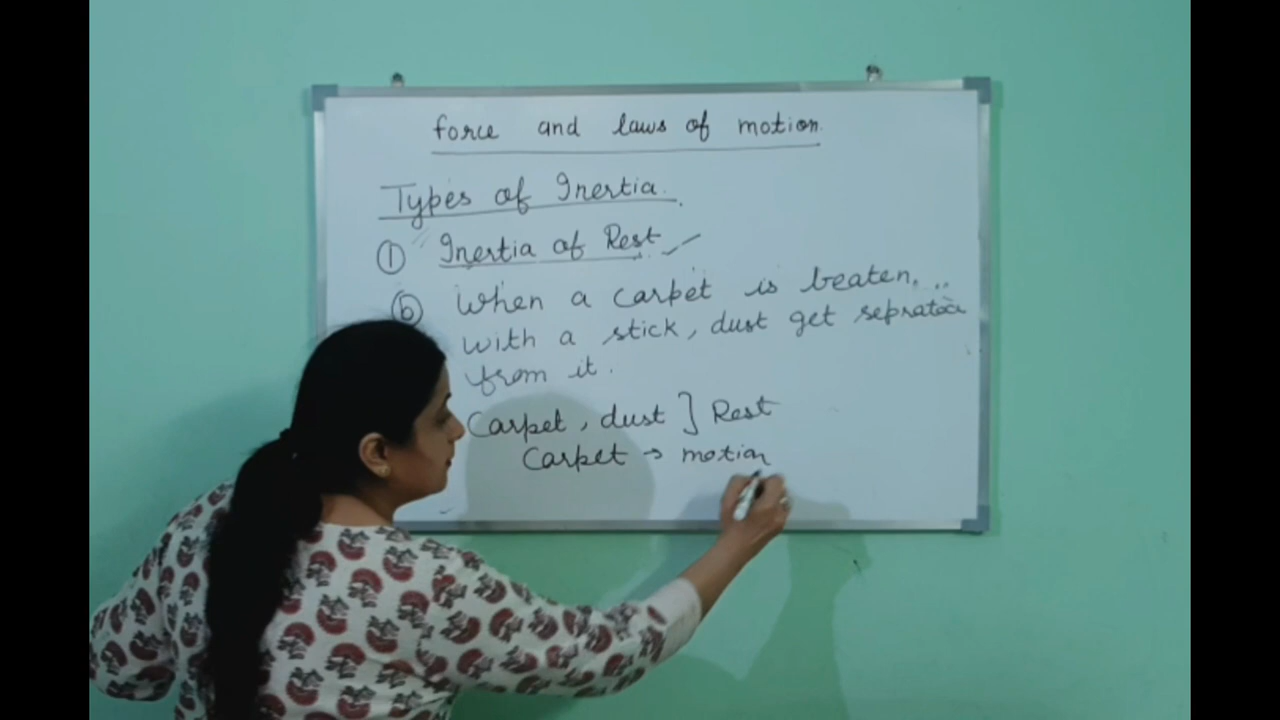 force and laws of motion.
Types of Inertia.
① Inertia of Rest
ⓑ When a carpet is beaten
with a stick, dust get
from it.
Carpet, dust ] Rest
Carpet → motion